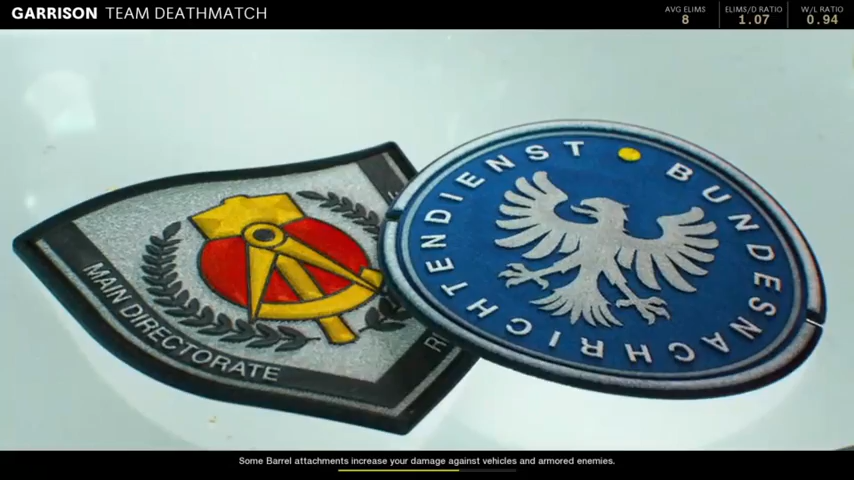 GARRISON TEAM DEATHMATCH
AVG ELIMS
8
ELIMS/D RATIO
1.07
W/L RATIO
0.94
MAIN DIRECTORATE
BUNDESNACHRICHTENDIENST
Some Barrel attachments increase your damage against vehicles and armored enemies.